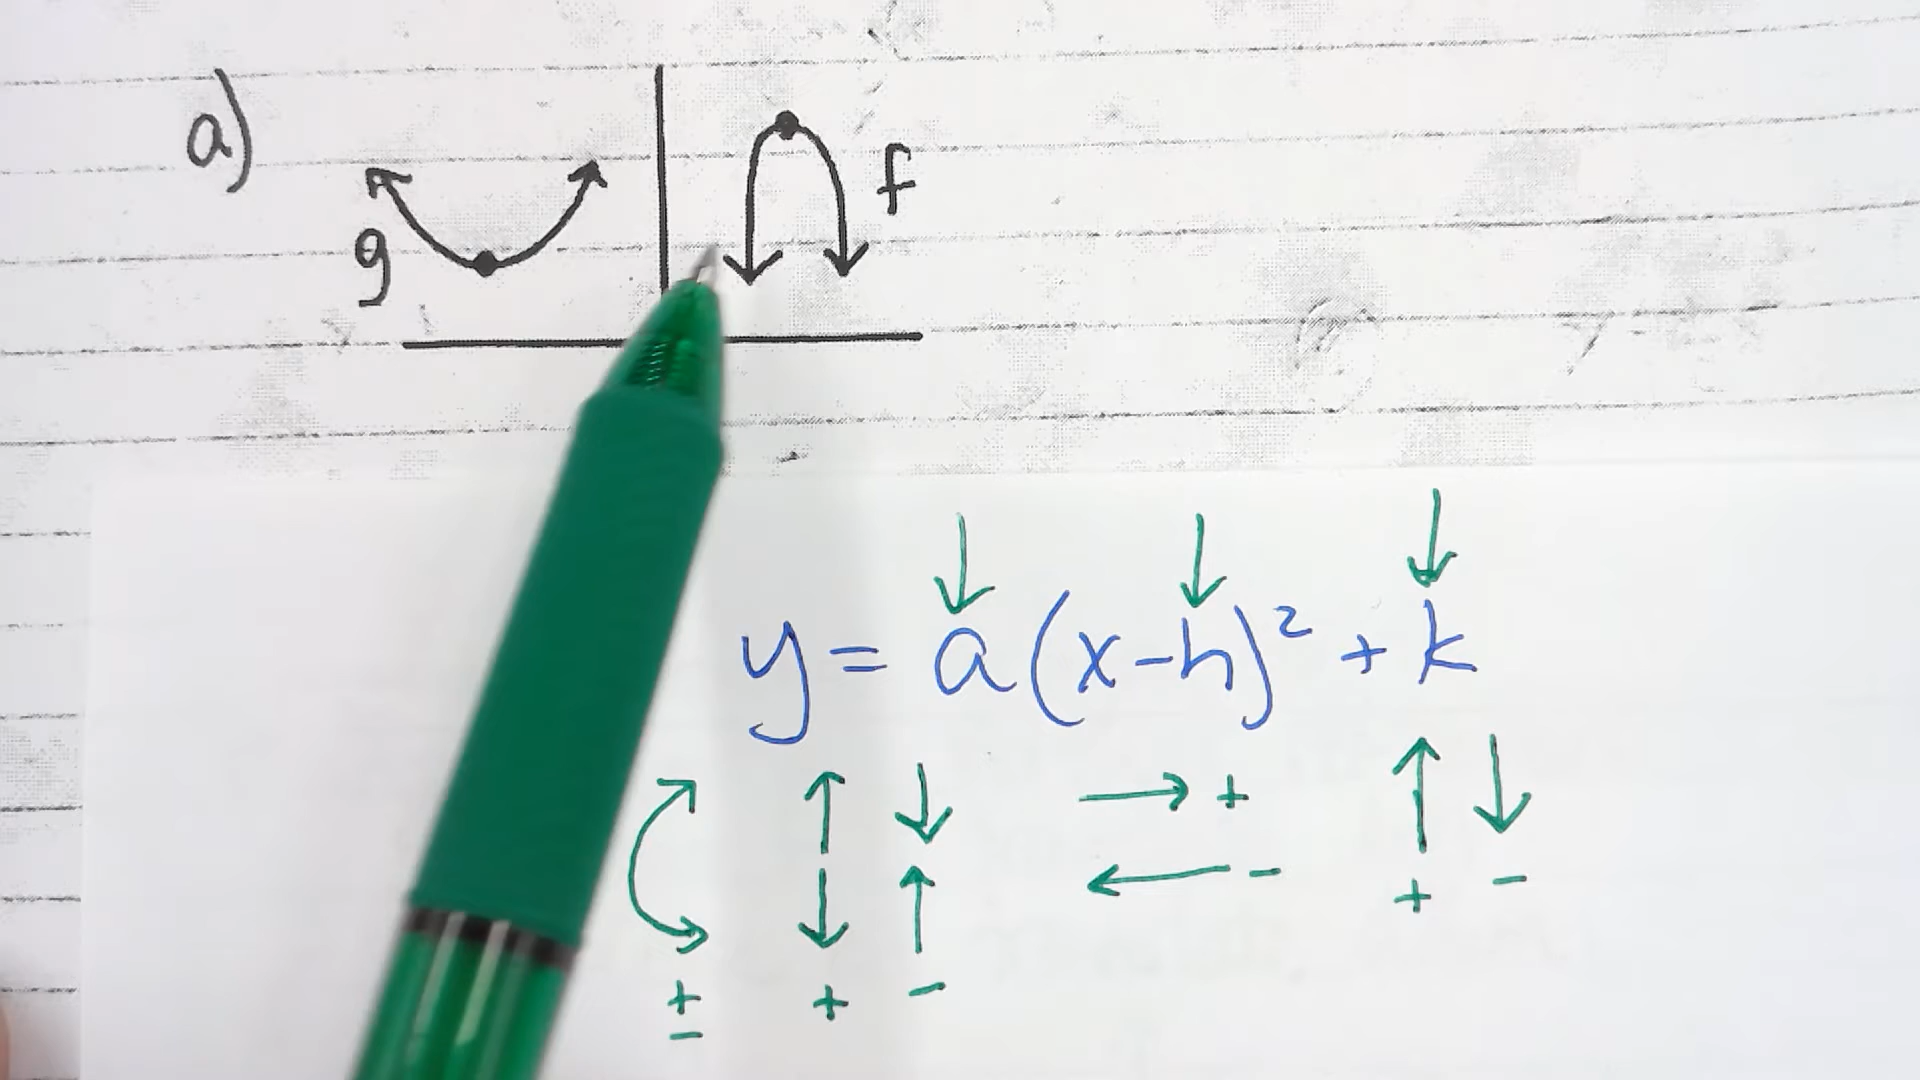 a)
g
f
y = a(x-h)² + k
→ +
← -
↑ ↓
+ -
↑ ↓
↓ ↑
± + -